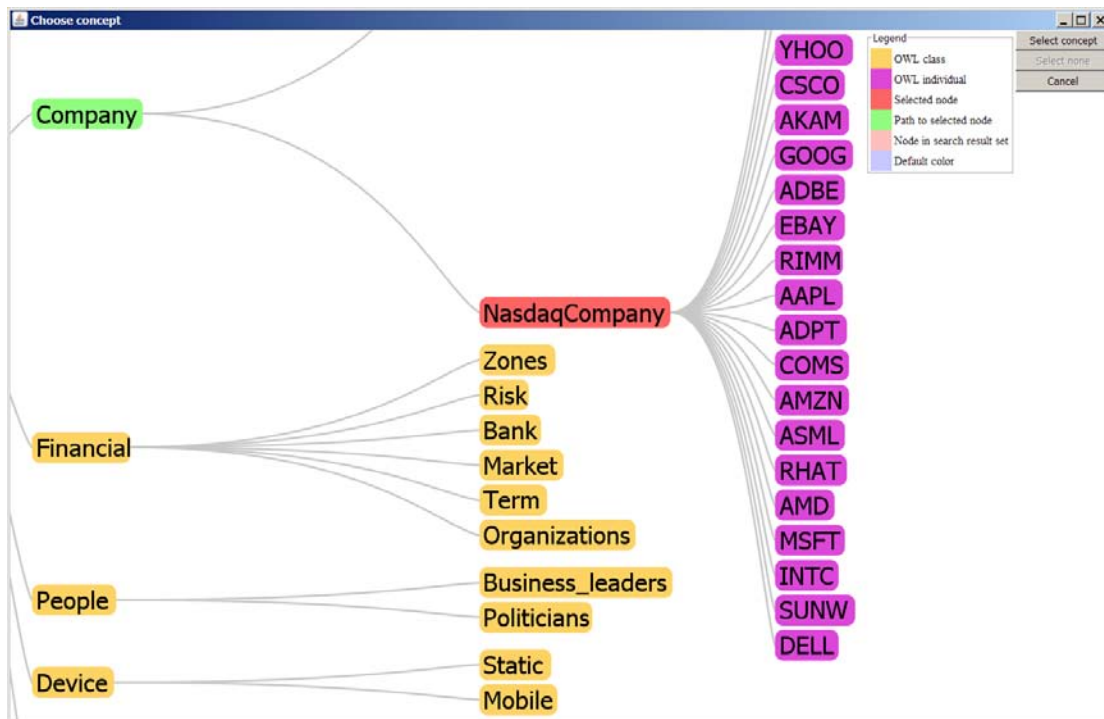 Choose concept
Company
NasdaqCompany
Zones
Risk
Bank
Financial
Market
Term
Organizations
Business_leaders
People
Politicians
Static
Device
Mobile
YHOO
CSCO
AKAM
GOOG
ADBE
EBAY
RIMM
AAPL
ADPT
COMS
AMZN
ASML
RHAT
AMD
MSFT
INTC
SUNW
DELL
Legend
OWL class
OWL individual
Selected node
Path to selected node
Node in search result set
Default color
Select concept
Select none
Cancel